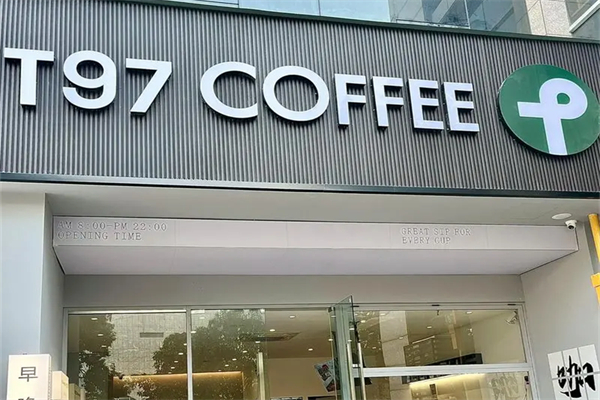 T97 COFFEE
AM 8:00-PM 22:00
OPENING TIME
GREAT SIP FOR
EVERY CUP
早